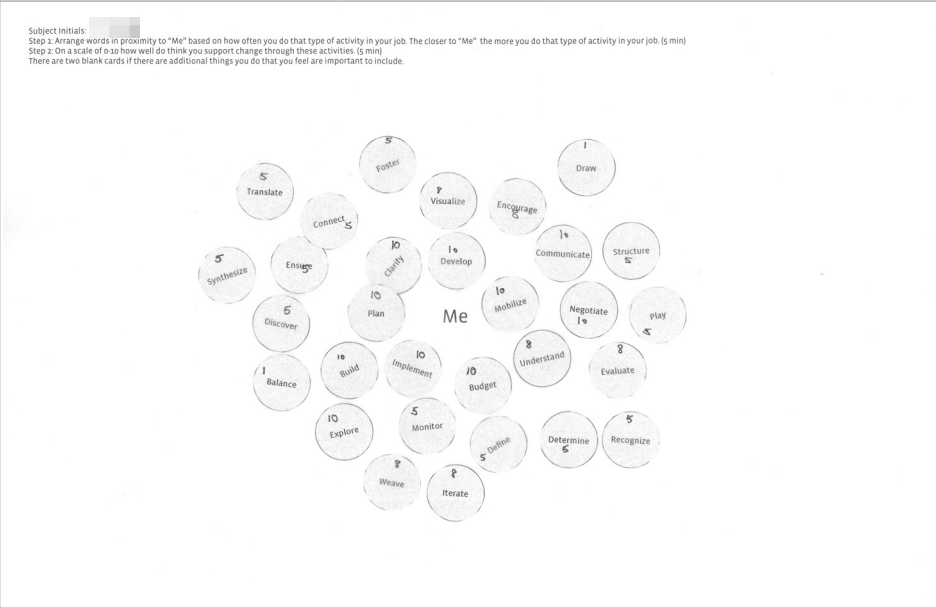 Subject Initials:
Step 1: Arrange words in proximity to “Me” based on how often you do that type of activity in your job. The closer to “Me” the more you do that type of activity in your job. (5 min)
Step 2: On a scale of 0-10 how well do think you support change through these activities. (5 min)
There are two blank cards if there are additional things you do that you feel are important to include.
5
Foster
1
Draw
5
Translate
8
Visualize
Encourage
8
Connect
5
10
Communicate
Structure
5
10
Clarify
10
Develop
Ensure
5
5
Synthesize
10
Mobilize
Negotiate
10
Play
5
10
Plan
Me
5
Discover
8
Understand
8
Evaluate
10
Build
10
Implement
10
Budget
1
Balance
10
Explore
5
Monitor
Define
5
Determine
5
5
Recognize
8
Weave
8
Iterate